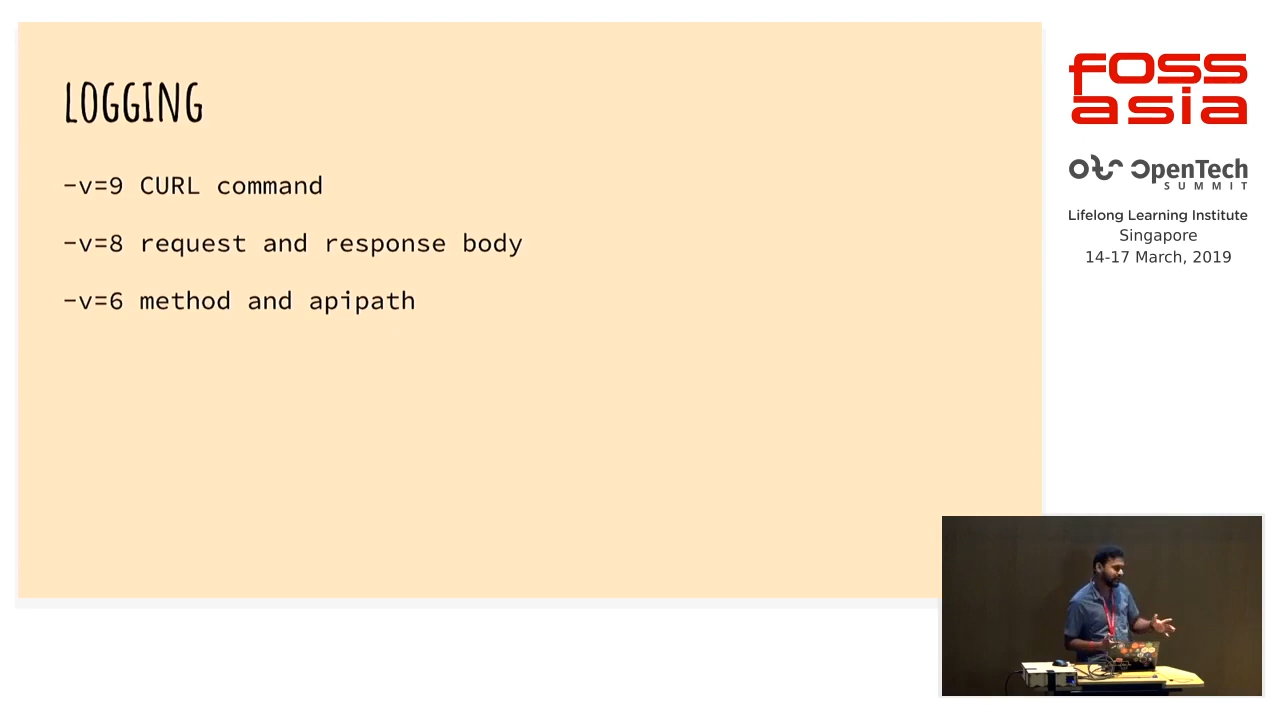 LOGGING
-v=9 CURL command
-v=8 request and response body
-v=6 method and apipath
fOSS
asia
OpenTech
SUMMIT
Lifelong Learning Institute
Singapore
14-17 March, 2019